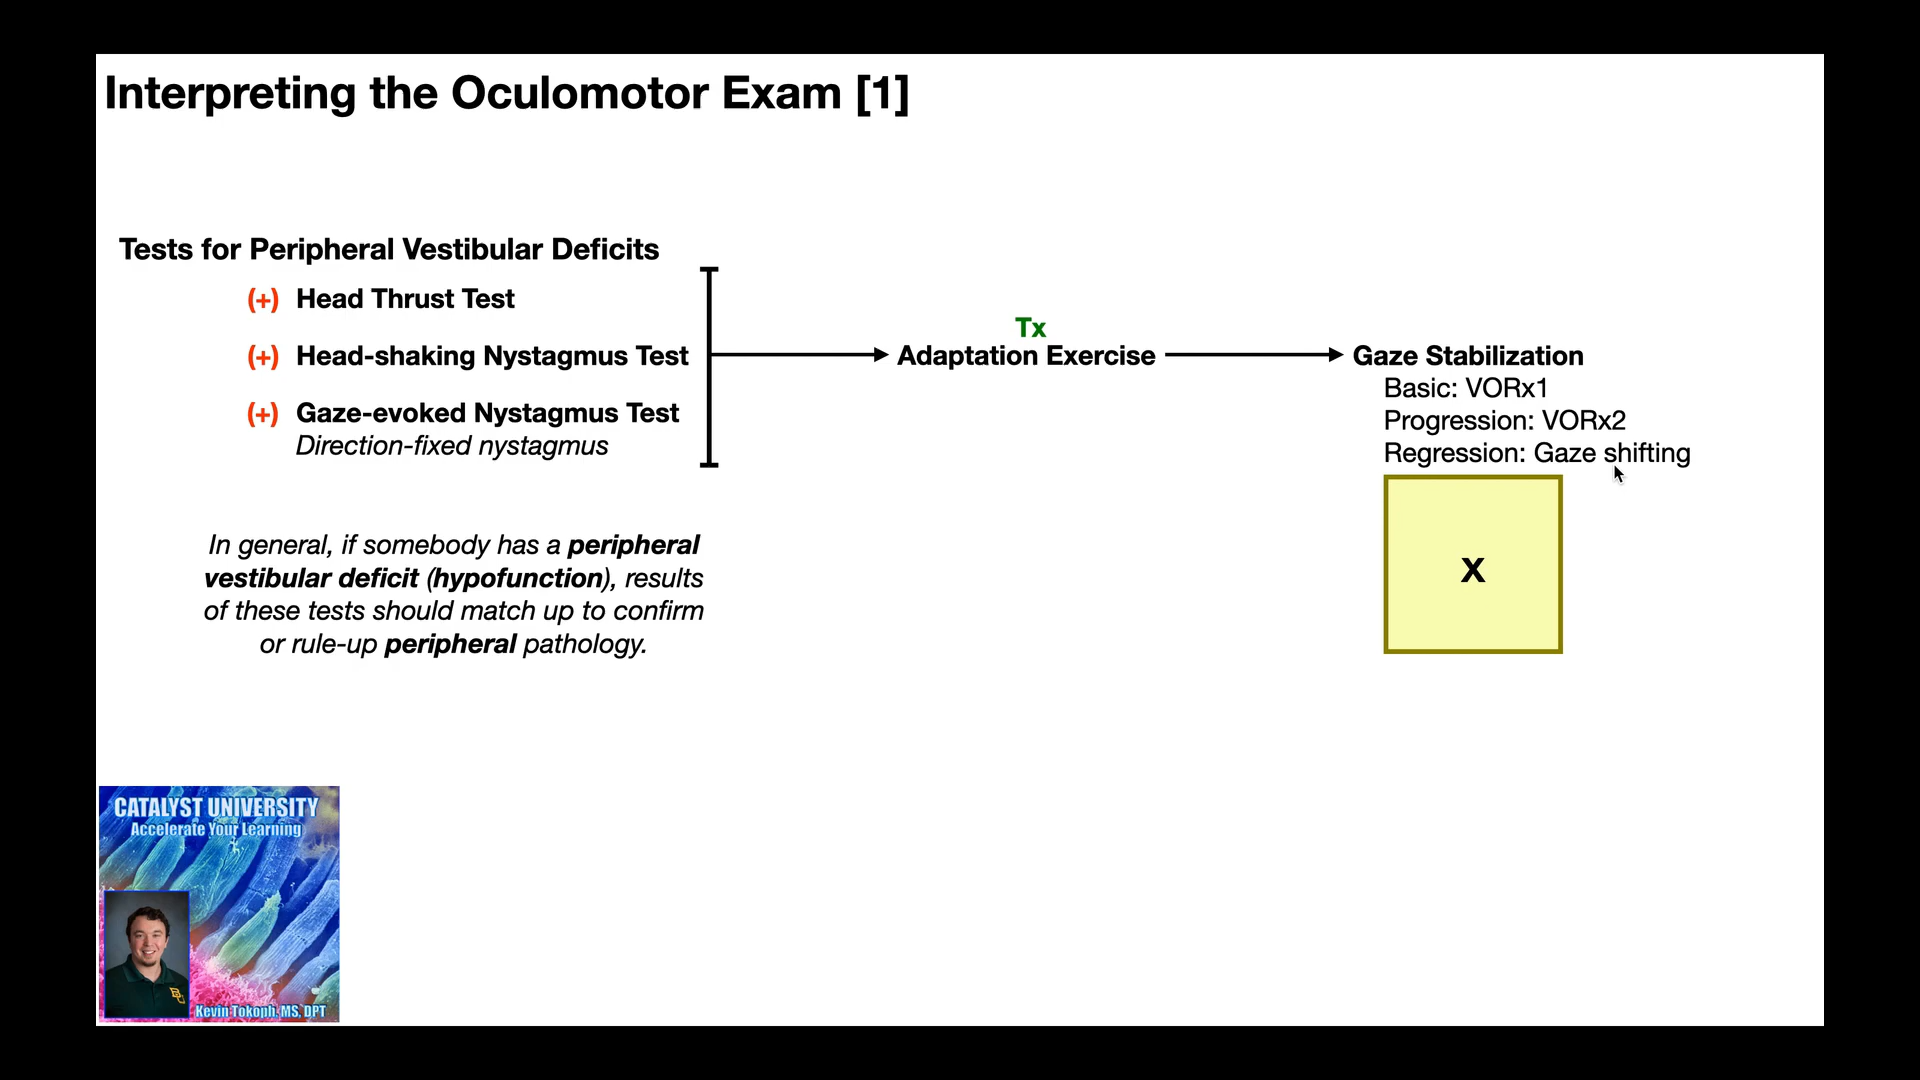 Interpreting the Oculomotor Exam [1]
Tests for Peripheral Vestibular Deficits
(+) Head Thrust Test
(+) Head-shaking Nystagmus Test
(+) Gaze-evoked Nystagmus Test
Direction-fixed nystagmus
In general, if somebody has a peripheral
vestibular deficit (hypofunction), results
of these tests should match up to confirm
or rule-up peripheral pathology.
Tx
Adaptation Exercise
Gaze Stabilization
Basic: VORx1
Progression: VORx2
Regression: Gaze shifting
X
CATALYST UNIVERSITY
Accelerate Your Learning
Kevin Tokoph, MS, DPT